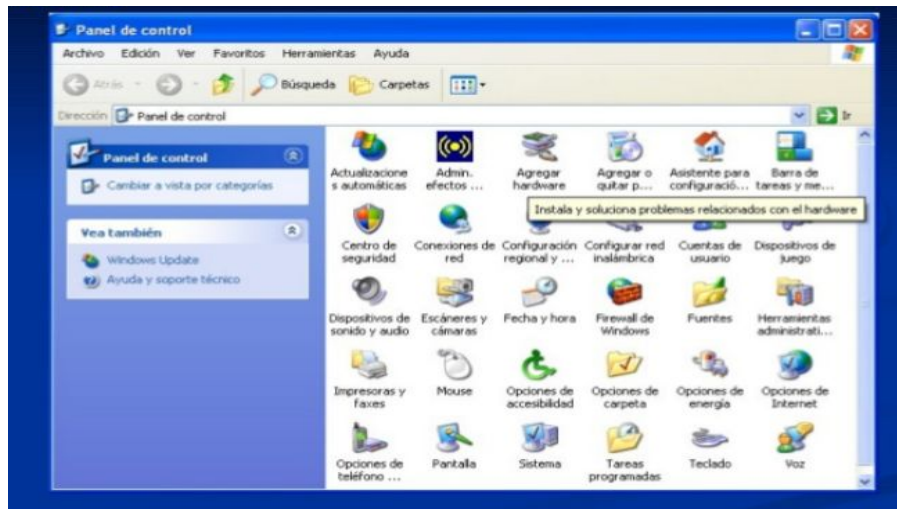 Panel de control
Archivo Edición Ver Favoritos Herramientas Ayuda
Atrás Búsqueda Carpetas
Dirección Panel de control Ir
Panel de control
Cambiar a vista por categorías
Vea también
Windows Update
Ayuda y soporte técnico
Actualizacione
s automáticas
Admin.
efectos ...
Agregar
hardware
Agregar o
quitar p...
Asistente para
configuració...
Barra de
tareas y me...
Instala y soluciona problemas relacionados con el hardware
Centro de
seguridad
Conexiones de
red
Configuración
regional y ...
Configurar red
inalámbrica
Cuentas de
usuario
Dispositivos de
juego
Dispositivos de
sonido y audio
Escáneres y
cámaras
Fecha y hora
Firewall de
Windows
Fuentes
Herramientas
administrati...
Impresoras y
faxes
Mouse
Opciones de
accesibilidad
Opciones de
carpeta
Opciones de
energía
Opciones de
Internet
Opciones de
teléfono ...
Pantalla
Sistema
Tareas
programadas
Teclado
Voz